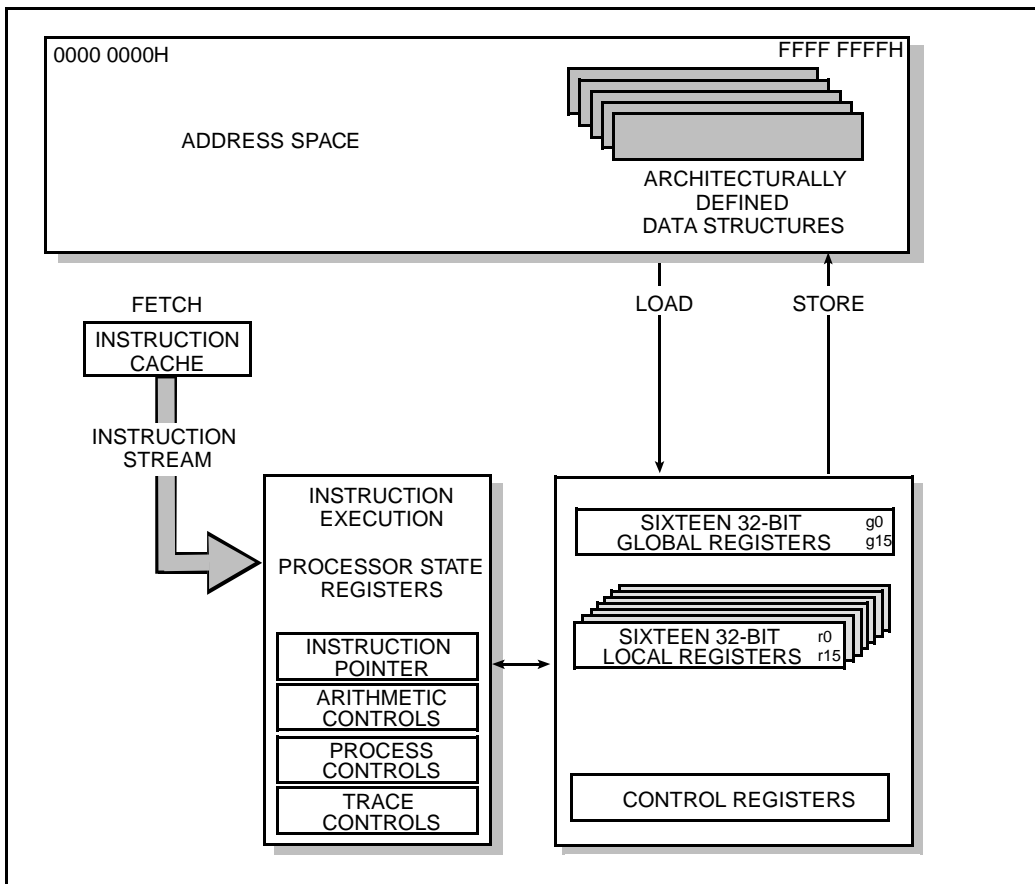 0000 0000H
FFFF FFFFH
ADDRESS SPACE
ARCHITECTURALLY
DEFINED
DATA STRUCTURES
FETCH
LOAD
STORE
INSTRUCTION
CACHE
INSTRUCTION
STREAM
INSTRUCTION
EXECUTION
PROCESSOR STATE
REGISTERS
INSTRUCTION
POINTER
ARITHMETIC
CONTROLS
PROCESS
CONTROLS
TRACE
CONTROLS
SIXTEEN 32-BIT g0
GLOBAL REGISTERS g15
SIXTEEN 32-BIT r0
LOCAL REGISTERS r15
CONTROL REGISTERS